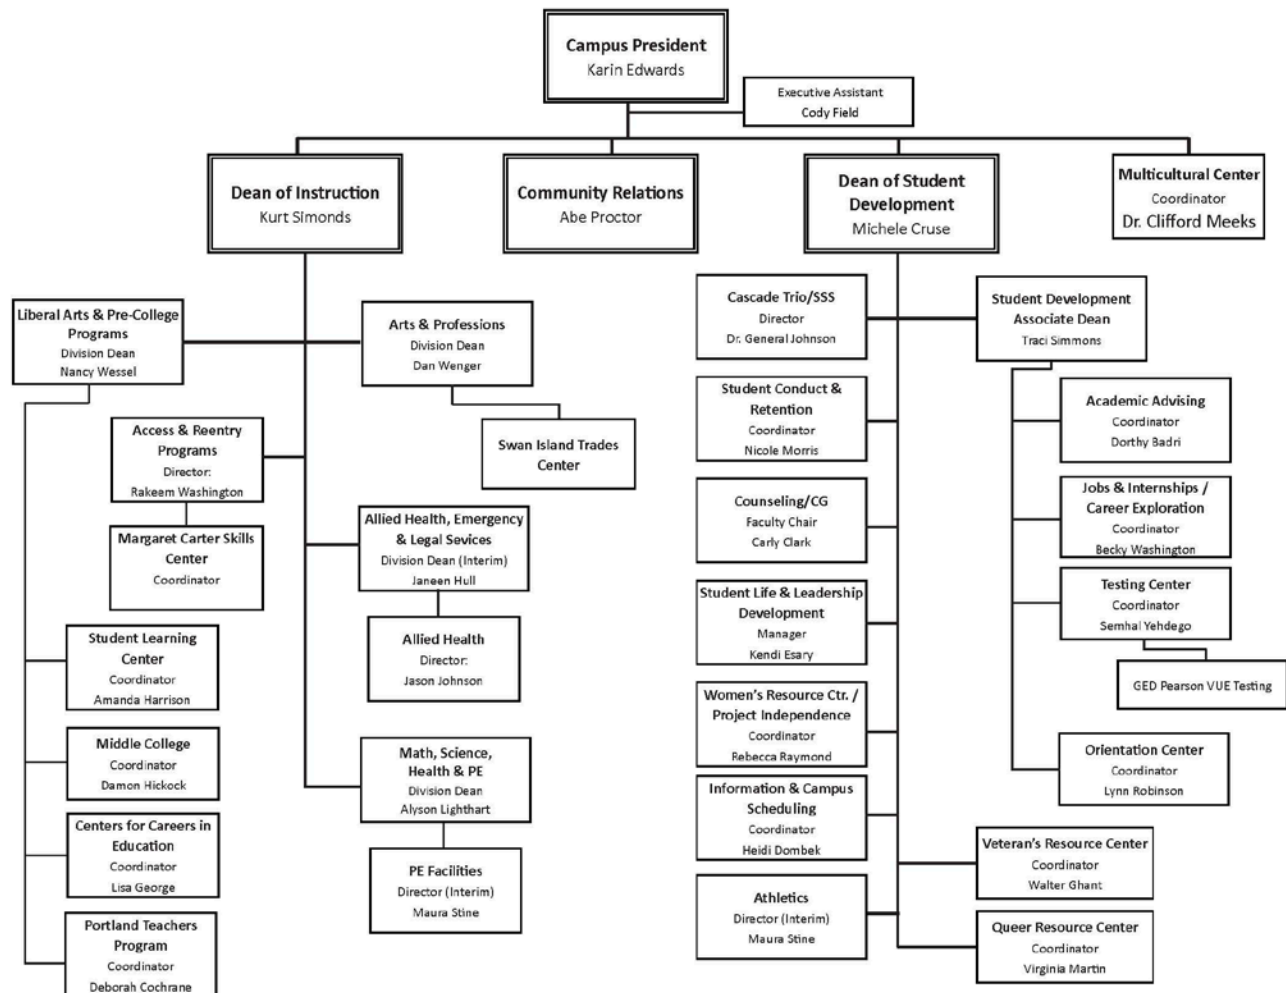 Campus President
Karin Edwards
Executive Assistant
Cody Field
Dean of Instruction
Kurt Simonds
Community Relations
Abe Proctor
Dean of Student
Development
Michele Cruse
Multicultural Center
Coordinator
Dr. Clifford Meeks
Liberal Arts & Pre-College
Programs
Division Dean
Nancy Wessel
Arts & Professions
Division Dean
Dan Wenger
Swan Island Trades
Center
Access & Reentry
Programs
Director:
Rakeem Washington
Margaret Carter Skills
Center
Coordinator
Allied Health, Emergency
& Legal Sevices
Division Dean (Interim)
Janeen Hull
Allied Health
Director:
Jason Johnson
Student Learning
Center
Coordinator
Amanda Harrison
Middle College
Coordinator
Damon Hickock
Centers for Careers in
Education
Coordinator
Lisa George
Portland Teachers
Program
Coordinator
Deborah Cochrane
Math, Science,
Health & PE
Division Dean
Alyson Lighthart
PE Facilities
Director (Interim)
Maura Stine
Cascade Trio/SSS
Director
Dr. General Johnson
Student Conduct &
Retention
Coordinator
Nicole Morris
Counseling/CG
Faculty Chair
Carly Clark
Student Life & Leadership
Development
Manager
Kendi Esary
Women's Resource Ctr. /
Project Independence
Coordinator
Rebecca Raymond
Information & Campus
Scheduling
Coordinator
Heidi Dombek
Athletics
Director (Interim)
Maura Stine
Student Development
Associate Dean
Traci Simmons
Academic Advising
Coordinator
Dorthy Badri
Jobs & Internships /
Career Exploration
Coordinator
Becky Washington
Testing Center
Coordinator
Semhal Yehdego
GED Pearson VUE Testing
Orientation Center
Coordinator
Lynn Robinson
Veteran's Resource Center
Coordinator
Walter Ghant
Queer Resource Center
Coordinator
Virginia Martin